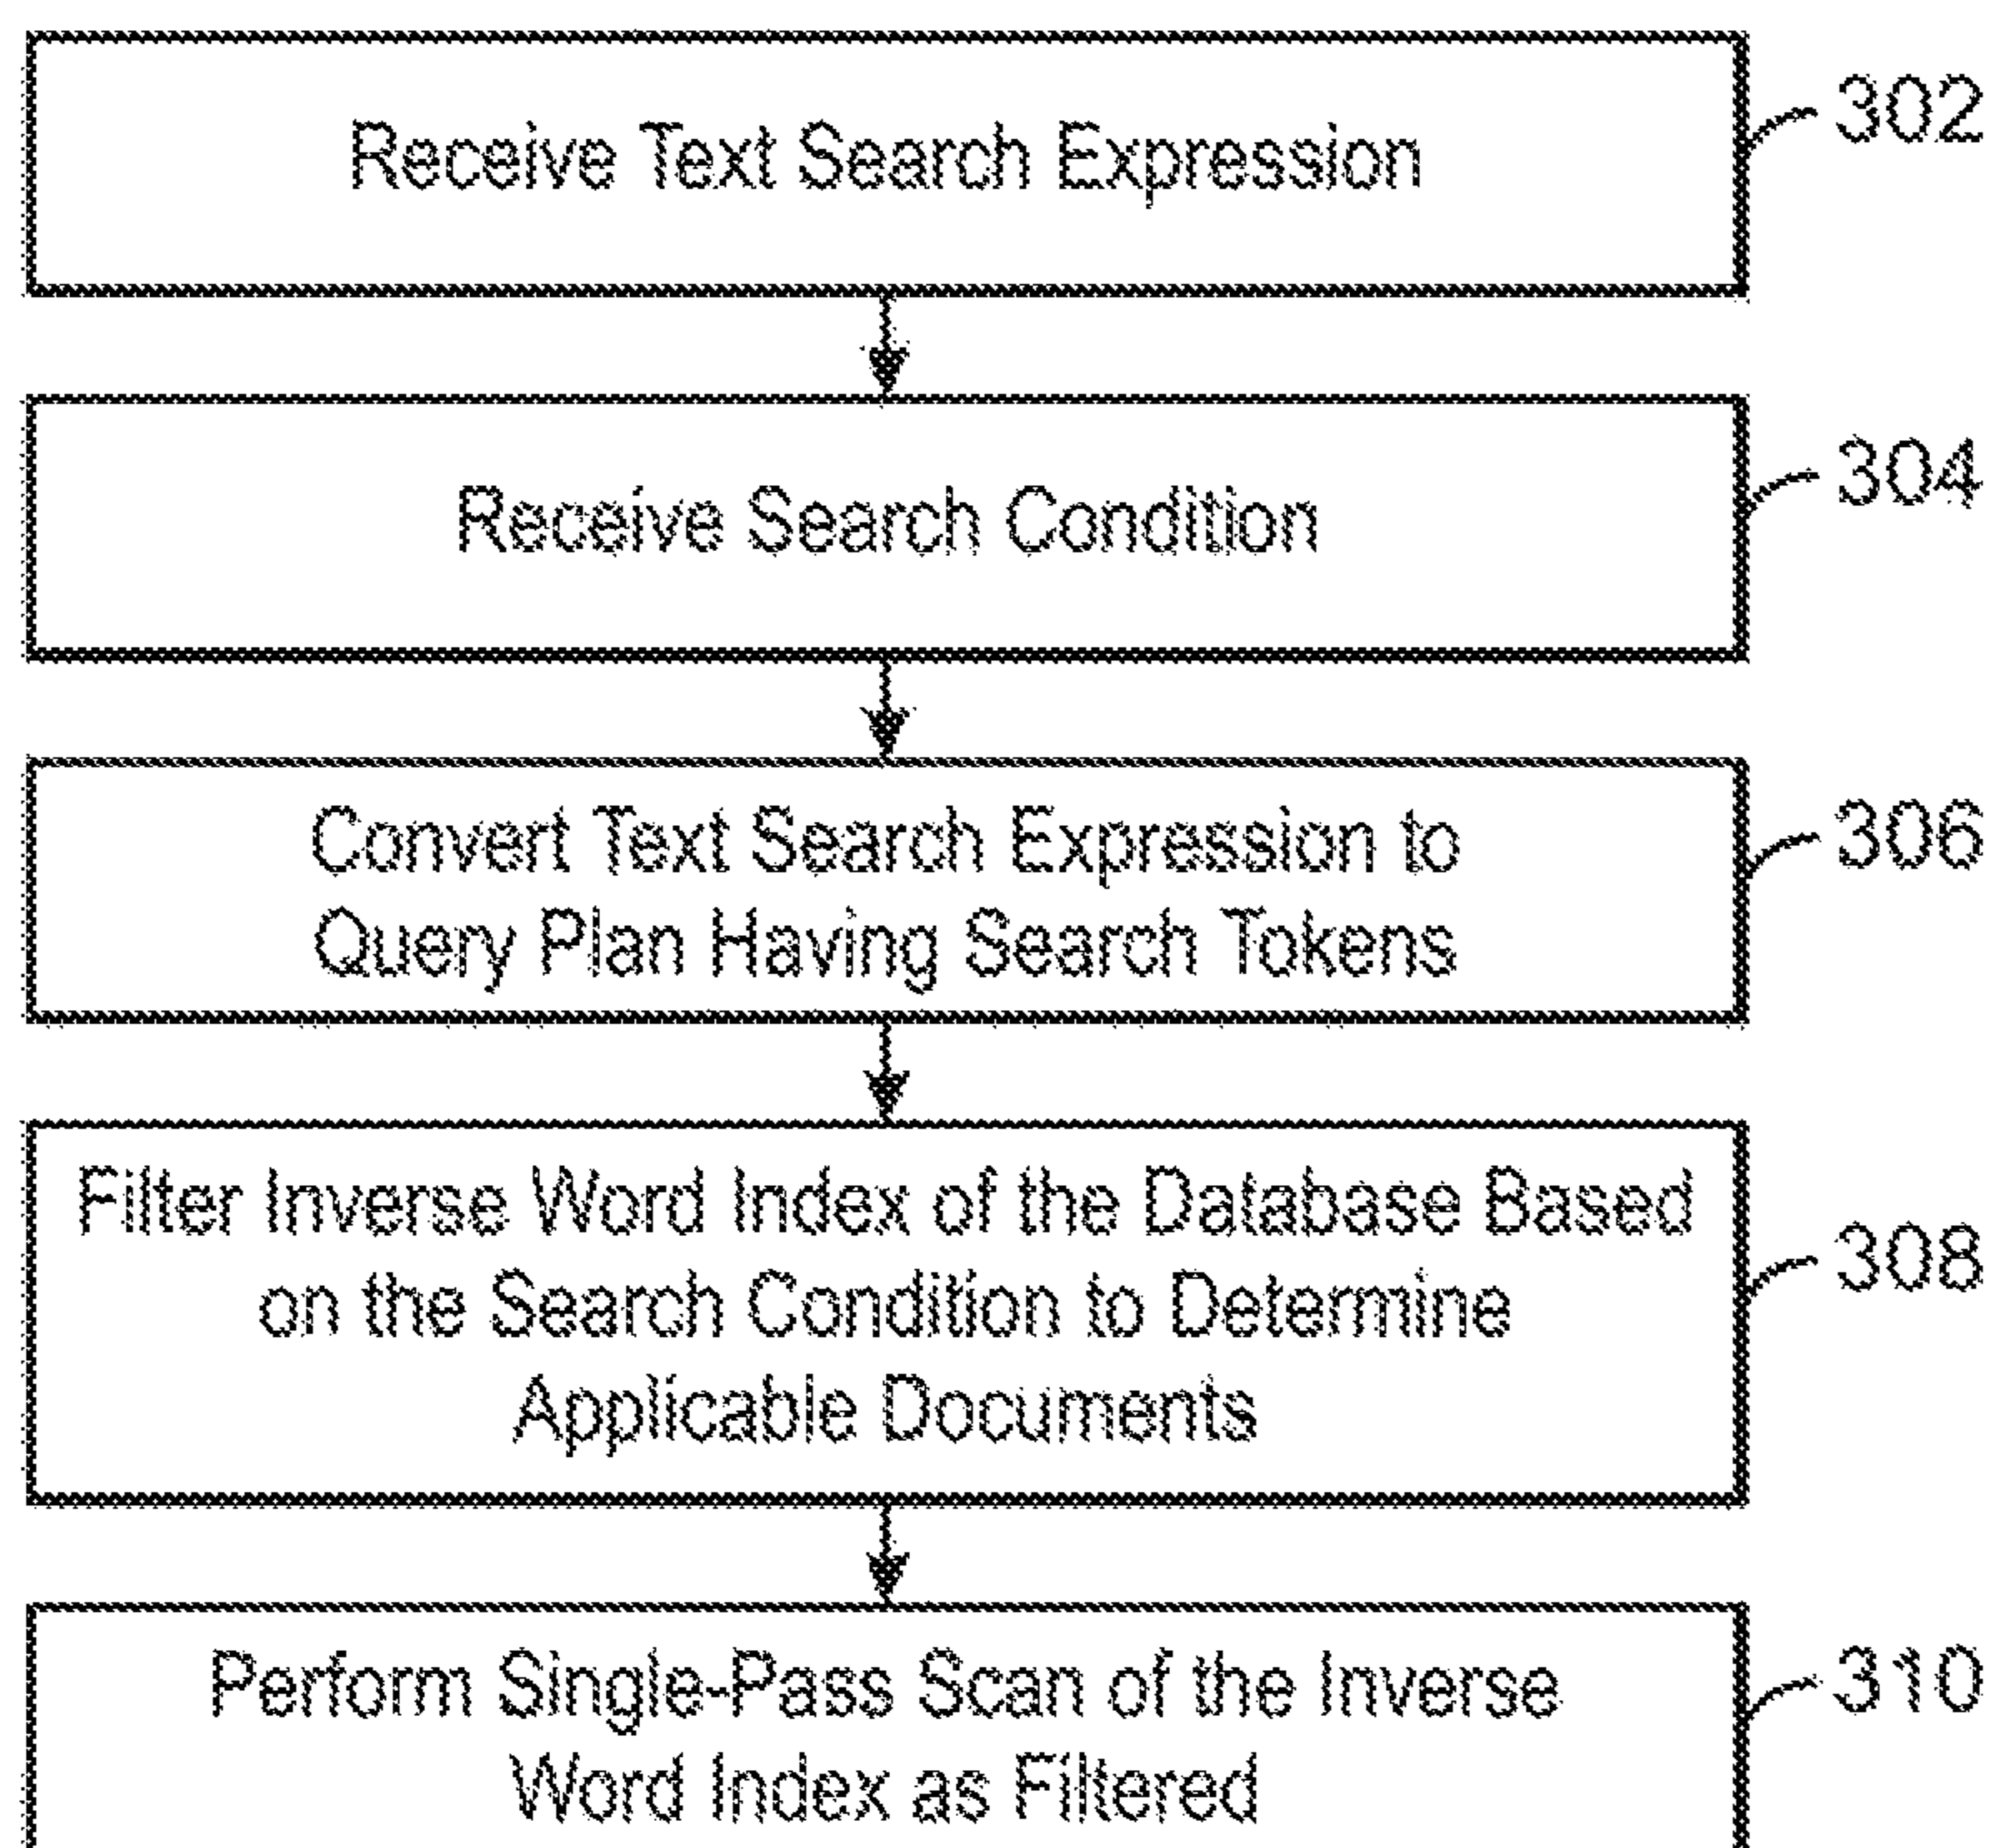 Receive Text Search Expression
302
Receive Search Condition
304
Convert Text Search Expression to
Query Plan Having Search Tokens
306
Filter Inverse Word Index of the Database Based
on the Search Condition to Determine
Applicable Documents
308
Perform Single-Pass Scan of the Inverse
Word Index as Filtered
310